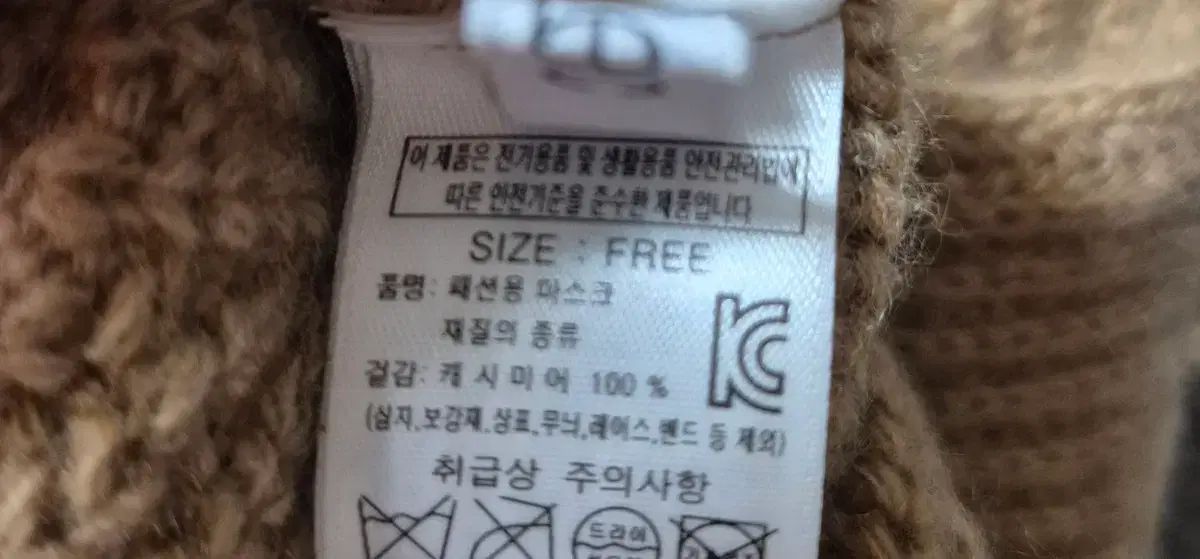 어 제품은 전기용품 및 생활용품 안전관리법에
따른 안전기준을 준수한 제품입니다
SIZE : FREE
품명: 패션용 마스크
재질의 종류
겉감: 캐시미어 100 %
(심지,보강재,상표,무늬,레이스,밴드 등 제외)
취급상 주의사항
드라이